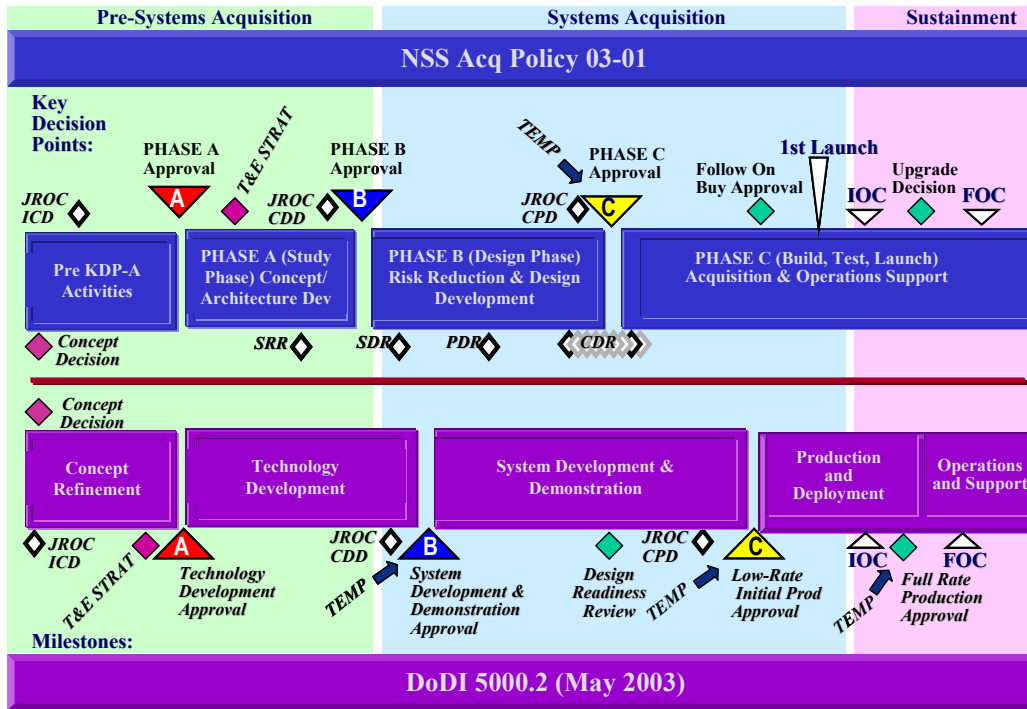 Pre-Systems Acquisition
Systems Acquisition
Sustainment
NSS Acq Policy 03-01
Key
Decision
Points:
PHASE A
Approval
A
T&E STRAT
PHASE B
Approval
B
TEMP
PHASE C
Approval
C
Follow On
Buy Approval
1st Launch
Upgrade
Decision
JROC
ICD
JROC
CDD
JROC
CPD
IOC
FOC
Pre KDP-A
Activities
PHASE A (Study
Phase) Concept/
Architecture Dev
PHASE B (Design Phase)
Risk Reduction & Design
Development
PHASE C (Build, Test, Launch)
Acquisition & Operations Support
Concept
Decision
SRR
SDR
PDR
CDR
Concept
Decision
Concept
Refinement
Technology
Development
System Development &
Demonstration
Production
and
Deployment
Operations
and Support
JROC
ICD
T&E STRAT
A
Technology
Development
Approval
JROC
CDD
TEMP
B
System
Development &
Demonstration
Approval
Design
Readiness
Review
JROC
CPD
TEMP
C
Low-Rate
Initial Prod
Approval
IOC
TEMP
Full Rate
Production
Approval
FOC
Milestones:
DoDI 5000.2 (May 2003)